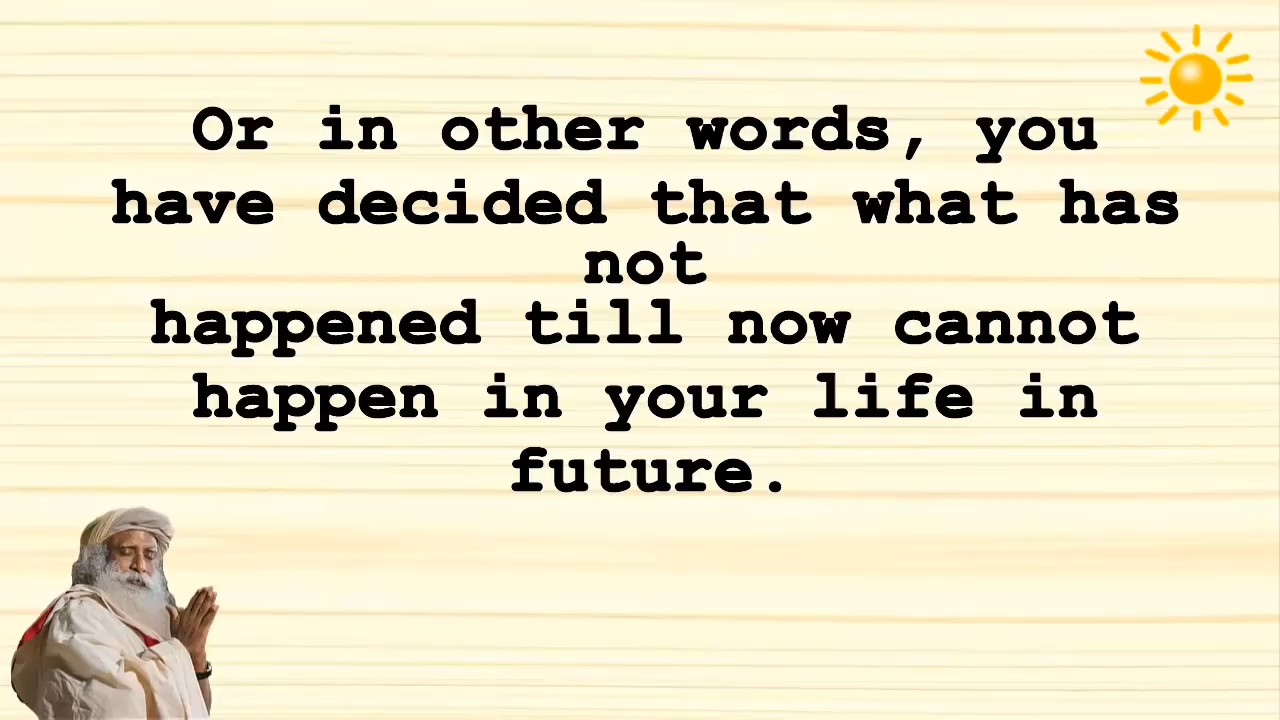 Or in other words, you
have decided that what has
not
happened till now cannot
happen in your life in
future.